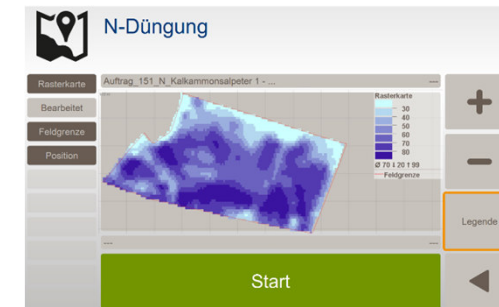 N-Düngung
Rasterkarte
Bearbeitet
Feldgrenze
Position
Auftrag_151_N_Kalkammonsalpeter 1 - ...
---
Rasterkarte
30
40
50
60
70
80
Ø 70 ⭳ 20 ⭡ 99
Feldgrenze
---
---
Legende
Start